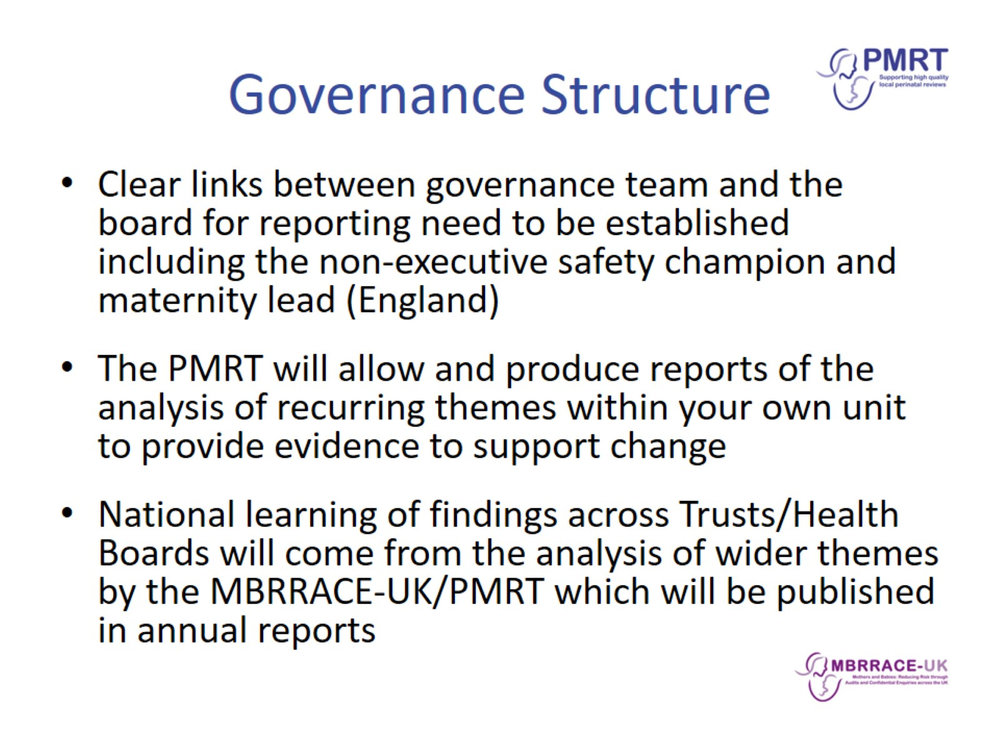 PMRT
Supporting high quality
local perinatal reviews
Governance Structure
• Clear links between governance team and the
board for reporting need to be established
including the non-executive safety champion and
maternity lead (England)
• The PMRT will allow and produce reports of the
analysis of recurring themes within your own unit
to provide evidence to support change
• National learning of findings across Trusts/Health
Boards will come from the analysis of wider themes
by the MBRRACE-UK/PMRT which will be published
in annual reports
MBRRACE-UK
Mothers and Babies: Reducing Risk through
Audits and Confidential Enquiries across the UK